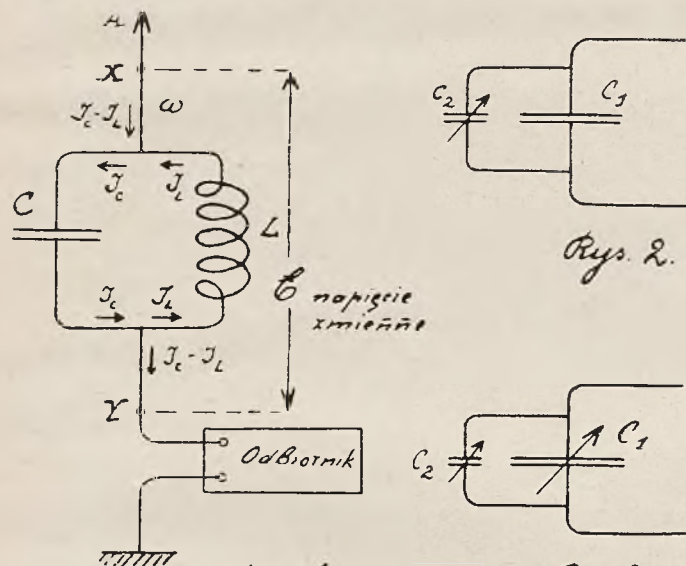 A
X
ω
J_c - J_L
J_c
J_L
C
L
J_c
J_L
E napięcie
zmienne
J_c - J_L
Y
Odbiornik
C_2
C_1
Rys. 2.
C_2
C_1